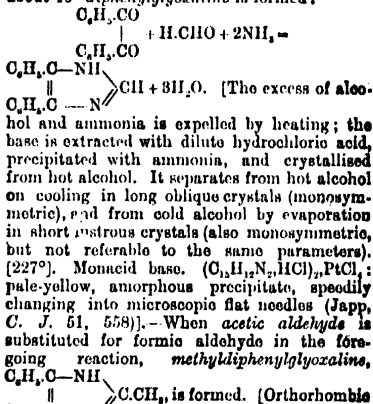 C₆H₅.CO
| + H.CHO + 2NH₃ =
C₆H₅.CO
C₆H₅.C—NH
|| CH + 3H₂O. [The excess of alco-
C₆H₅.C — N
hol and ammonia is expelled by heating; the
base is extracted with dilute hydrochloric acid,
precipitated with ammonia, and crystallised
from hot alcohol. It separates from hot alcohol
on cooling in long oblique crystals (monosym-
metric), and from cold alcohol by evaporation
in short lustrous crystals (also monosymmetric,
but not referable to the same parameters).
[227°]. Monacid base. (C₁₅H₁₂N₂,HCl)₂,PtCl₄:
pale-yellow, amorphous precipitate, speedily
changing into microscopic flat needles (Japp,
C. J. 51, 558)].—When acetic aldehyde is
substituted for formic aldehyde in the fore-
going reaction, methyldiphenylglyoxaline,
C₆H₅.C—NH
|| C.CH₃, is formed. [Orthorhombic